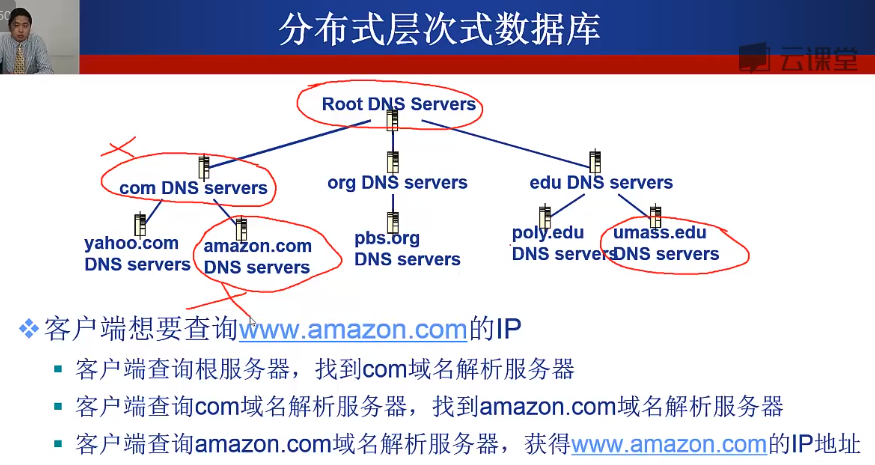 50
分布式层次式数据库
云课堂
Root DNS Servers
com DNS servers
org DNS servers
edu DNS servers
yahoo.com
DNS servers
amazon.com
DNS servers
pbs.org
DNS servers
poly.edu
DNS servers
umass.edu
DNS servers
❖ 客户端想要查询www.amazon.com的IP
▪ 客户端查询根服务器，找到com域名解析服务器
▪ 客户端查询com域名解析服务器，找到amazon.com域名解析服务器
▪ 客户端查询amazon.com域名解析服务器，获得www.amazon.com的IP地址